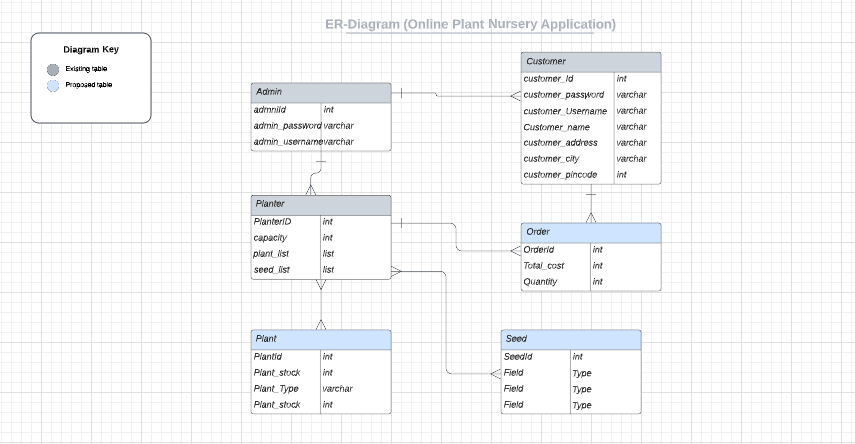 ER-Diagram (Online Plant Nursery Application)
Diagram Key
Existing table
Proposed table
Admin
admniId int
admin_password varchar
admin_username varchar
Customer
customer_Id int
customer_password varchar
customer_Username varchar
Customer_name varchar
customer_address varchar
customer_city varchar
customer_pincode int
Planter
PlanterID int
capacity int
plant_list list
seed_list list
Order
OrderId int
Total_cost int
Quantity int
Plant
PlantId int
Plant_stock int
Plant_Type varchar
Plant_stock int
Seed
SeedId int
Field Type
Field Type
Field Type